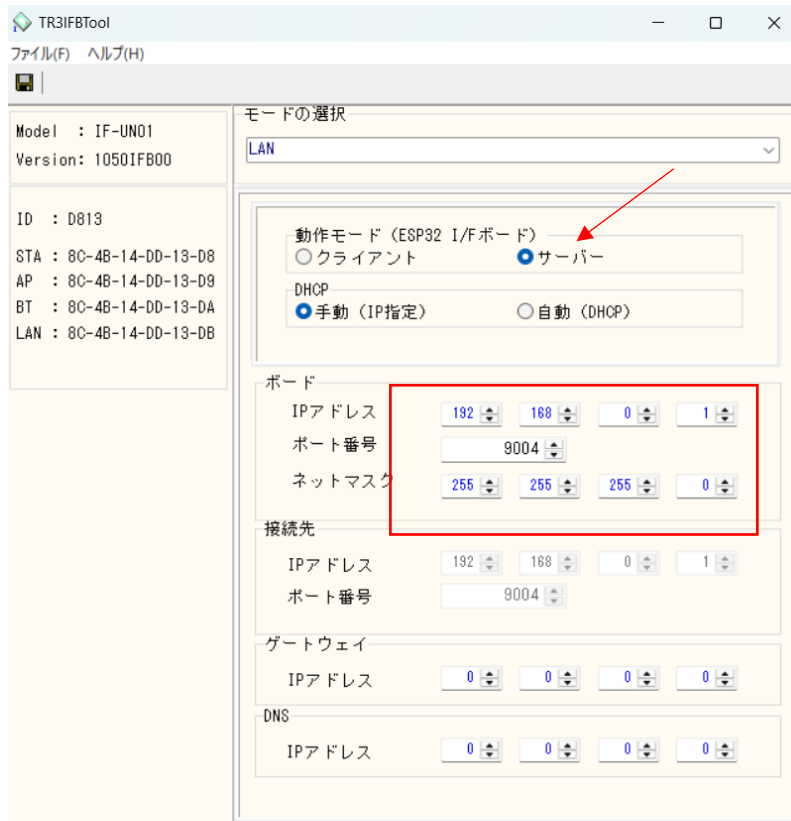 TR3IFBTool
ファイル(F) ヘルプ(H)
Model : IF-UN01
Version: 1050IFB00
ID : D813
STA : 8C-4B-14-DD-13-D8
AP : 8C-4B-14-DD-13-D9
BT : 8C-4B-14-DD-13-DA
LAN : 8C-4B-14-DD-13-DB
モードの選択
LAN
動作モード（ESP32 I/Fボード）
クライアント サーバー
DHCP
手動（IP指定） 自動（DHCP）
ボード
IPアドレス 192 168 0 1
ポート番号 9004
ネットマスク 255 255 255 0
接続先
IPアドレス 192 168 0 1
ポート番号 9004
ゲートウェイ
IPアドレス 0 0 0 0
DNS
IPアドレス 0 0 0 0